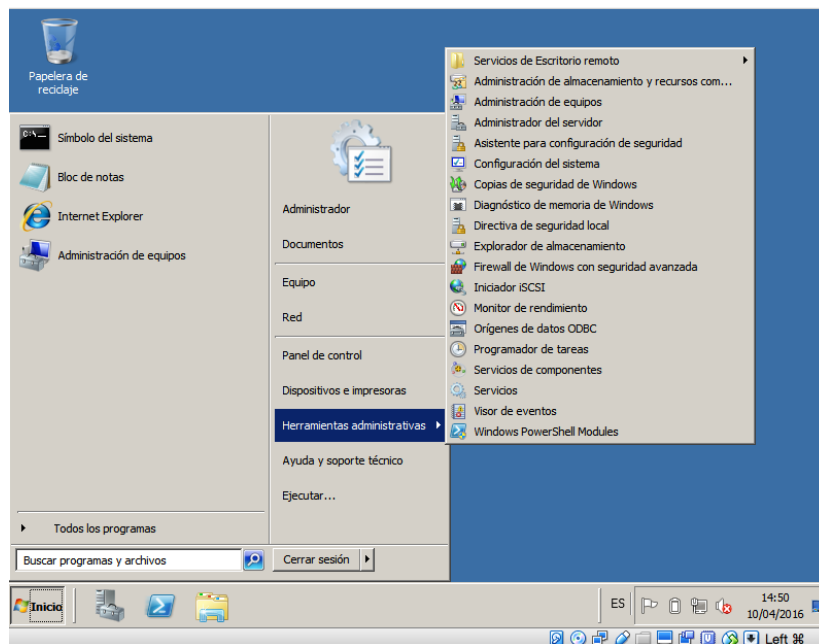 Papelera de
reciclaje
Servicios de Escritorio remoto
Administración de almacenamiento y recursos com...
Administración de equipos
Administrador del servidor
Asistente para configuración de seguridad
Configuración del sistema
Copias de seguridad de Windows
Diagnóstico de memoria de Windows
Directiva de seguridad local
Explorador de almacenamiento
Firewall de Windows con seguridad avanzada
Iniciador iSCSI
Monitor de rendimiento
Orígenes de datos ODBC
Programador de tareas
Servicios de componentes
Servicios
Visor de eventos
Windows PowerShell Modules
C:\
Símbolo del sistema
Bloc de notas
Internet Explorer
Administración de equipos
Todos los programas
Buscar programas y archivos
Administrador
Documentos
Equipo
Red
Panel de control
Dispositivos e impresoras
Herramientas administrativas
Ayuda y soporte técnico
Ejecutar...
Cerrar sesión
Inicio
ES
14:50
10/04/2016
Left ⌘